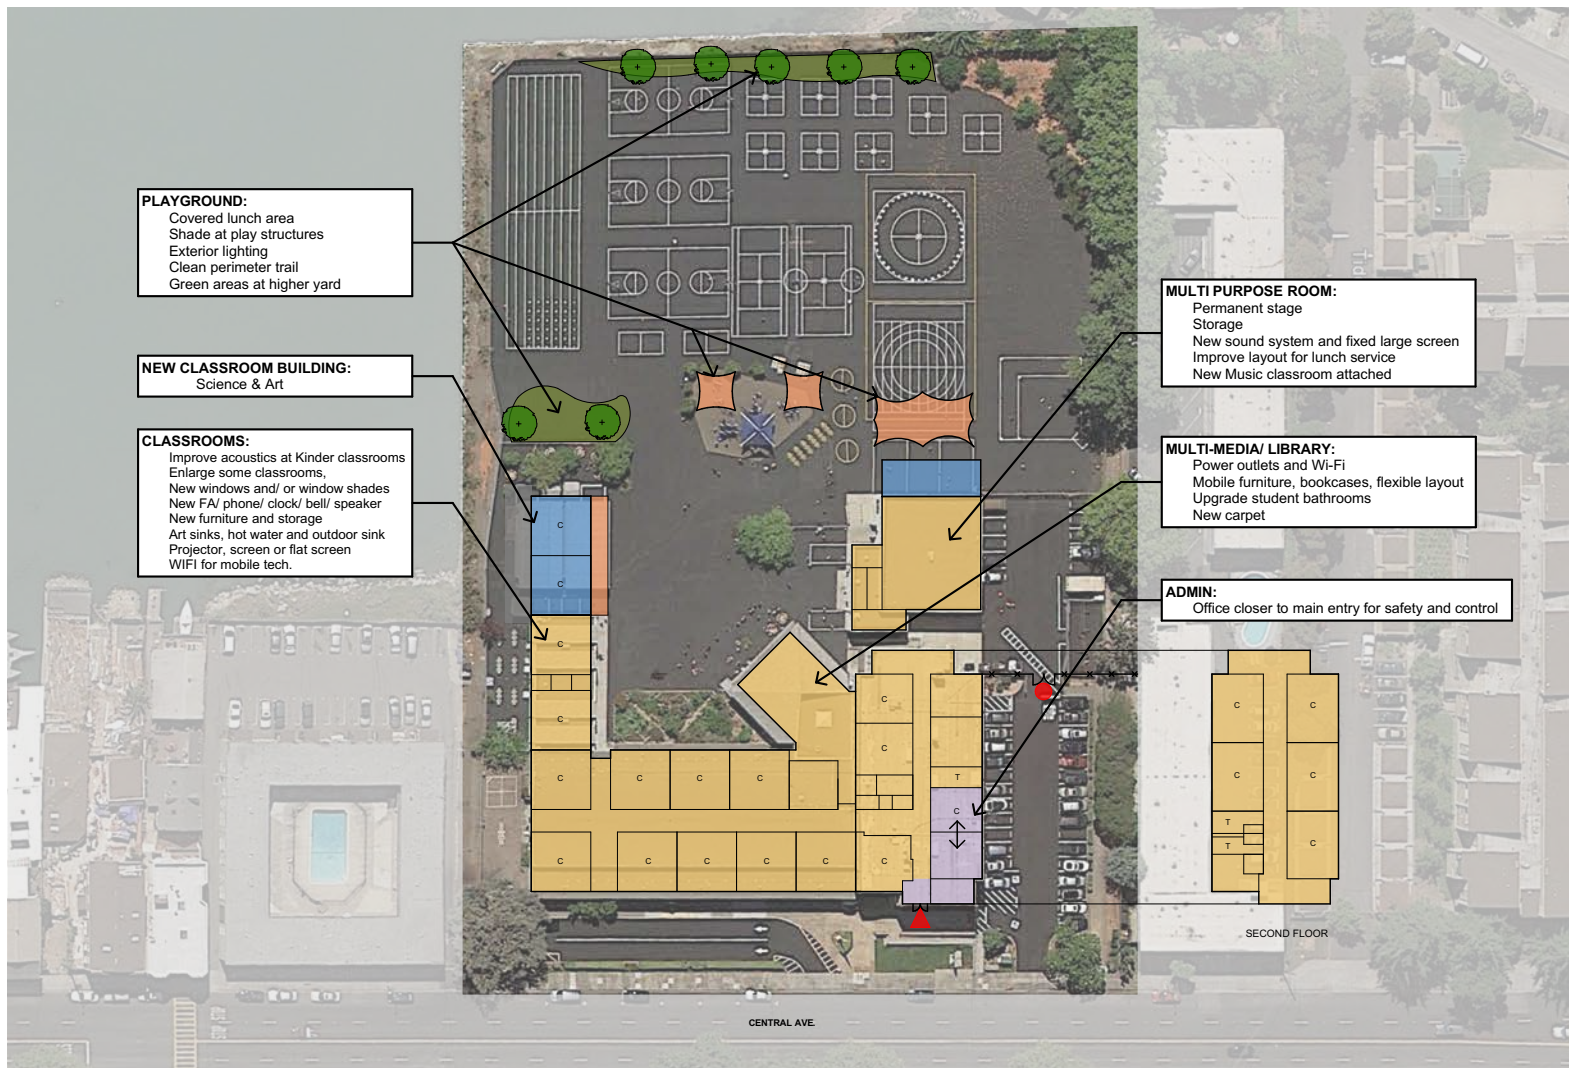 PLAYGROUND:
Covered lunch area
Shade at play structures
Exterior lighting
Clean perimeter trail
Green areas at higher yard
NEW CLASSROOM BUILDING:
Science & Art
CLASSROOMS:
Improve acoustics at Kinder classrooms
Enlarge some classrooms,
New windows and/ or window shades
New FA/ phone/ clock/ bell/ speaker
New furniture and storage
Art sinks, hot water and outdoor sink
Projector, screen or flat screen
WIFI for mobile tech.
MULTI PURPOSE ROOM:
Permanent stage
Storage
New sound system and fixed large screen
Improve layout for lunch service
New Music classroom attached
MULTI-MEDIA/ LIBRARY:
Power outlets and Wi-Fi
Mobile furniture, bookcases, flexible layout
Upgrade student bathrooms
New carpet
ADMIN:
Office closer to main entry for safety and control
C
C
C
C
C
C
C
C
C
C
C
T
C
C
C
C
C
C
C
C
C
C
C
T
T
C
SECOND FLOOR
CENTRAL AVE.